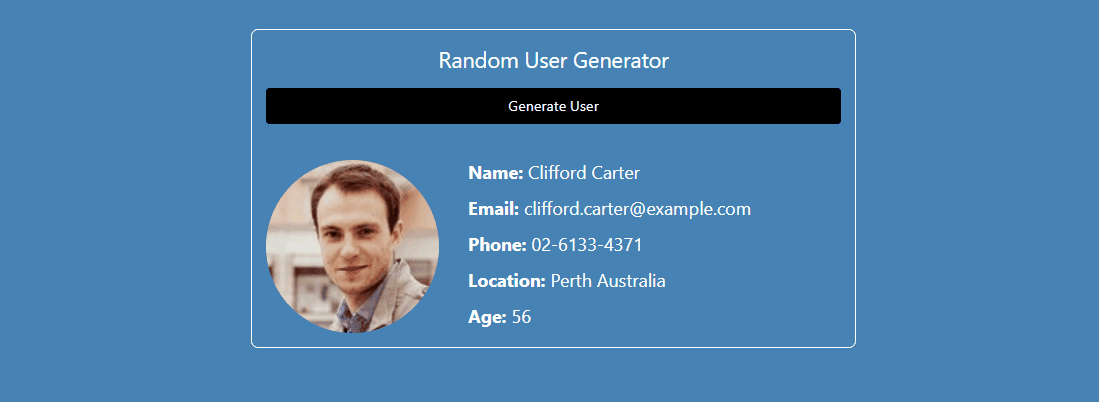 Random User Generator
Generate User
Name: Clifford Carter
Email: clifford.carter@example.com
Phone: 02-6133-4371
Location: Perth Australia
Age: 56